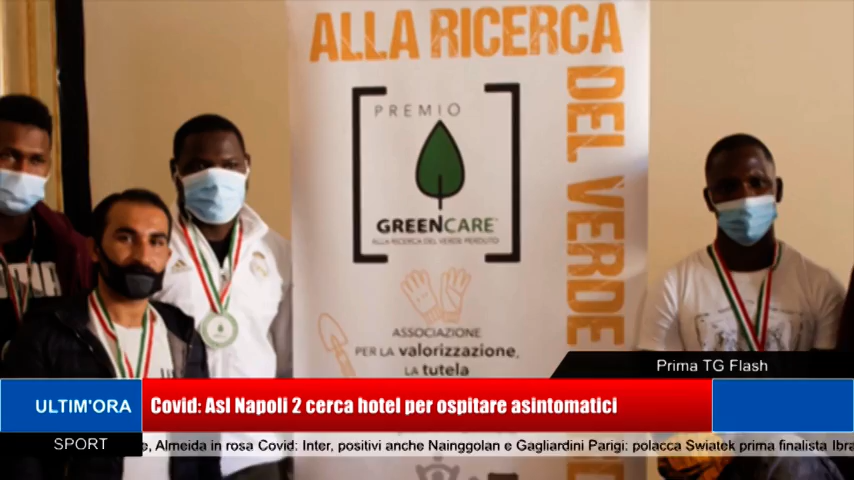 ALLA RICERCA
DEL VERDE
PREMIO
GREENCARE
ALLA RICERCA DEL VERDE PERDUTO
ASSOCIAZIONE
PER LA valorizzazione,
LA tutela
Prima TG Flash
ULTIM'ORA
Covid: Asl Napoli 2 cerca hotel per ospitare asintomatici
SPORT
e, Almeida in rosa Covid: Inter, positivi anche Nainggolan e Gagliardini Parigi: polacca Swiatek prima finalista Ibra